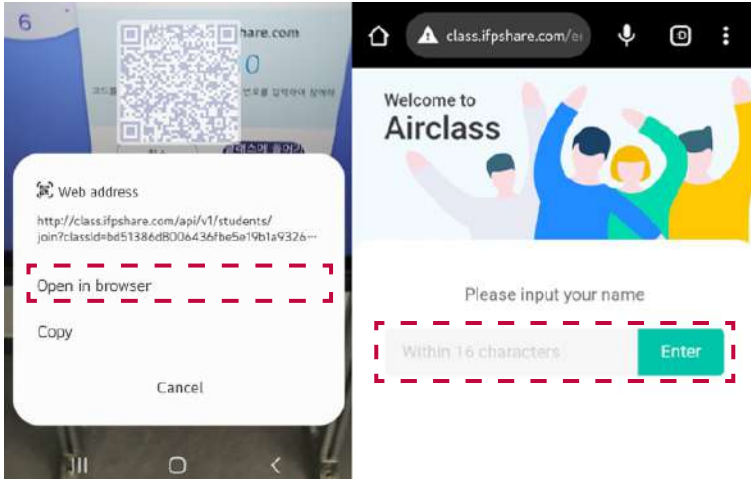 6
hare.com
0
Web address
http://class.ifpshare.com/api/v1/students/
join?classId=bd51386d8006436fbe5e19b1a9326…
Open in browser
Copy
Cancel
class.ifpshare.com/e
Welcome to
Airclass
Please input your name
Within 16 characters
Enter